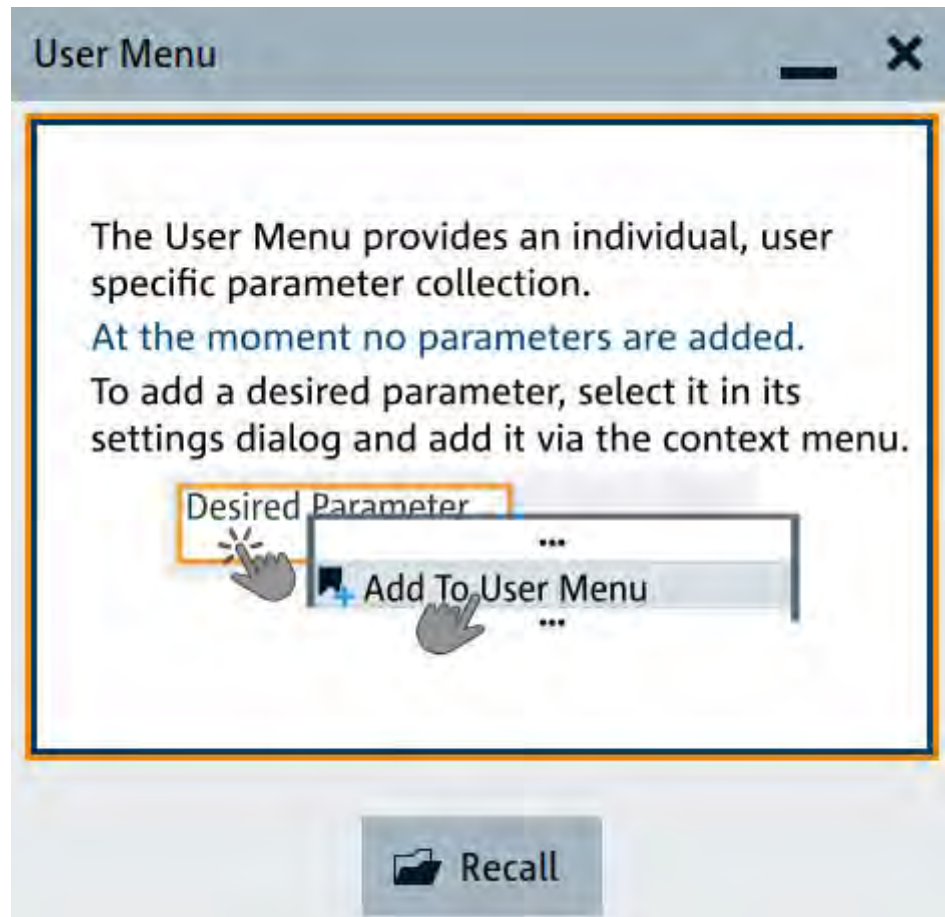 User Menu
The User Menu provides an individual, user
specific parameter collection.
At the moment no parameters are added.
To add a desired parameter, select it in its
settings dialog and add it via the context menu.
Desired Parameter
...
Add To User Menu
...
Recall